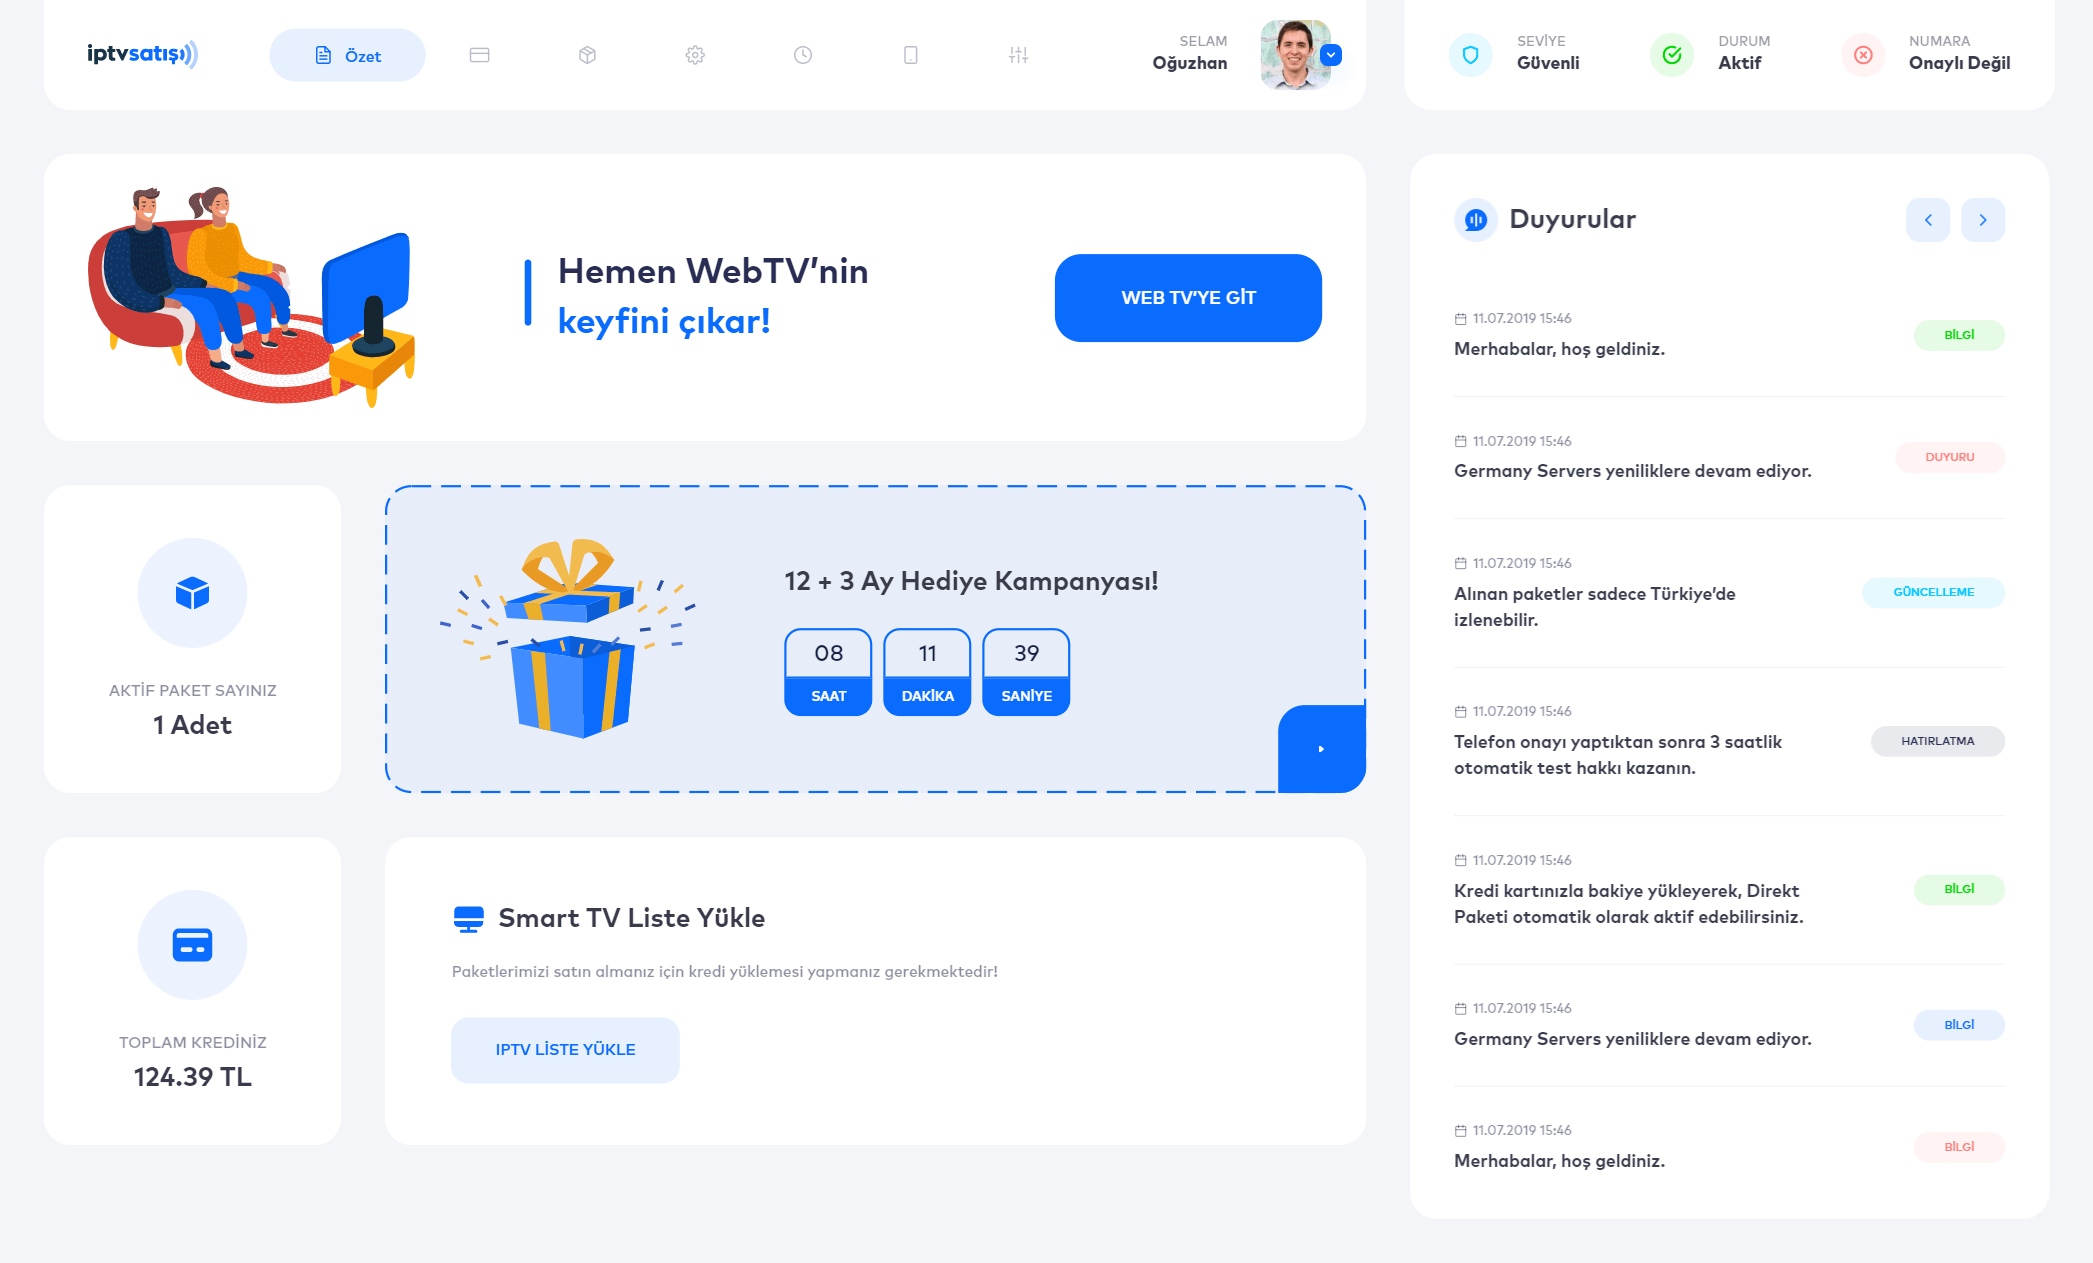 iptvsatış
Özet
SELAM
Oğuzhan
SEVİYE
Güvenli
DURUM
Aktif
NUMARA
Onaylı Değil
Hemen WebTV’nin
keyfini çıkar!
WEB TV'YE GİT
AKTİF PAKET SAYINIZ
1 Adet
12 + 3 Ay Hediye Kampanyası!
08
SAAT
11
DAKİKA
39
SANİYE
TOPLAM KREDİNİZ
124.39 TL
Smart TV Liste Yükle
Paketlerimizi satın almanız için kredi yüklemesi yapmanız gerekmektedir!
IPTV LİSTE YÜKLE
Duyurular
11.07.2019 15:46
Merhabalar, hoş geldiniz.
BİLGİ
11.07.2019 15:46
Germany Servers yeniliklere devam ediyor.
DUYURU
11.07.2019 15:46
Alınan paketler sadece Türkiye’de
izlenebilir.
GÜNCELLEME
11.07.2019 15:46
Telefon onayı yaptıktan sonra 3 saatlik
otomatik test hakkı kazanın.
HATIRLATMA
11.07.2019 15:46
Kredi kartınızla bakiye yükleyerek, Direkt
Paketi otomatik olarak aktif edebilirsiniz.
BİLGİ
11.07.2019 15:46
Germany Servers yeniliklere devam ediyor.
BİLGİ
11.07.2019 15:46
Merhabalar, hoş geldiniz.
BİLGİ